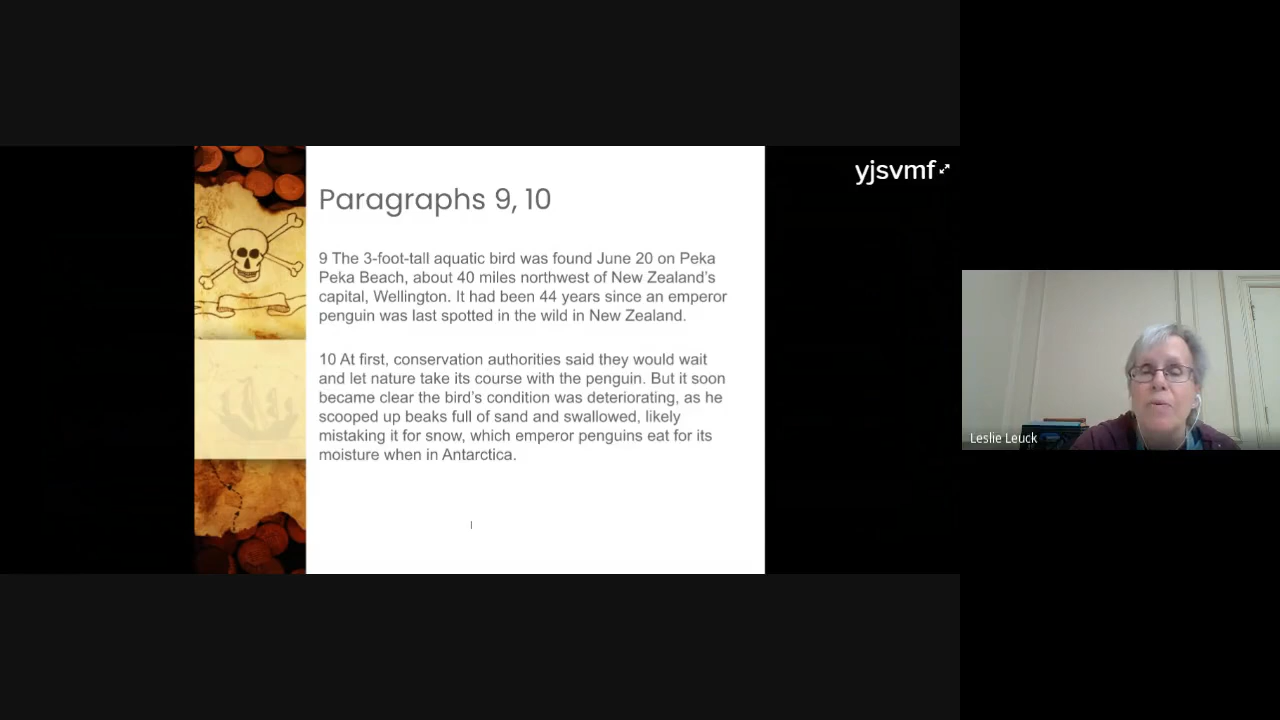 yjsvmf
Paragraphs 9, 10
9 The 3-foot-tall aquatic bird was found June 20 on Peka
Peka Beach, about 40 miles northwest of New Zealand's
capital, Wellington. It had been 44 years since an emperor
penguin was last spotted in the wild in New Zealand.
10 At first, conservation authorities said they would wait
and let nature take its course with the penguin. But it soon
became clear the bird's condition was deteriorating, as he
scooped up beaks full of sand and swallowed, likely
mistaking it for snow, which emperor penguins eat for its
moisture when in Antarctica.
Leslie Leuck